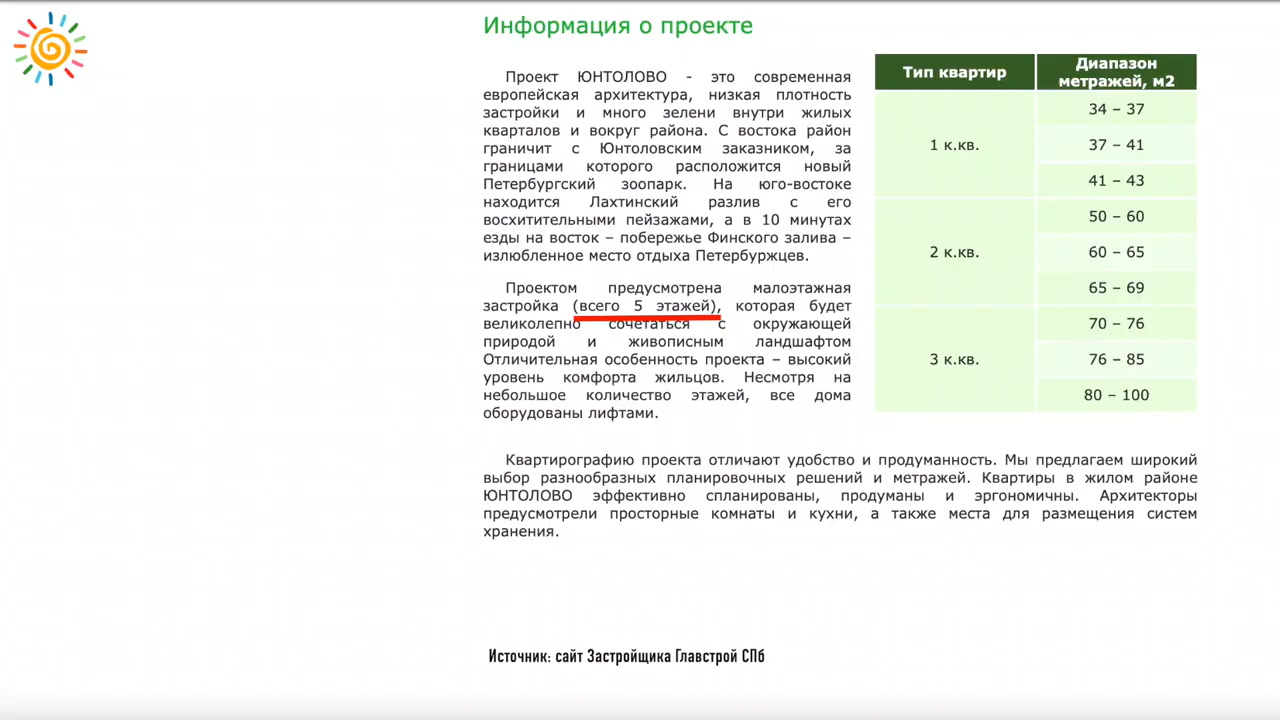 Информация о проекте
Проект ЮНТОЛОВО - это современная
европейская архитектура, низкая плотность
застройки и много зелени внутри жилых
кварталов и вокруг района. С востока район
граничит с Юнтоловским заказником, за
границами которого расположится новый
Петербургский зоопарк. На юго-востоке
находится Лахтинский разлив с его
восхитительными пейзажами, а в 10 минутах
езды на восток – побережье Финского залива –
излюбленное место отдыха Петербуржцев.
Проектом предусмотрена малоэтажная
застройка (всего 5 этажей), которая будет
великолепно сочетаться с окружающей
природой и живописным ландшафтом
Отличительная особенность проекта – высокий
уровень комфорта жильцов. Несмотря на
небольшое количество этажей, все дома
оборудованы лифтами.
Тип квартир
Диапазон
метражей, м2
1 к.кв.
34 – 37
37 – 41
41 – 43
2 к.кв.
50 – 60
60 – 65
65 – 69
3 к.кв.
70 – 76
76 – 85
80 – 100
Квартирографию проекта отличают удобство и продуманность. Мы предлагаем широкий
выбор разнообразных планировочных решений и метражей. Квартиры в жилом районе
ЮНТОЛОВО эффективно спланированы, продуманы и эргономичны. Архитекторы
предусмотрели просторные комнаты и кухни, а также места для размещения систем
хранения.
Источник: сайт Застройщика Главстрой СПб